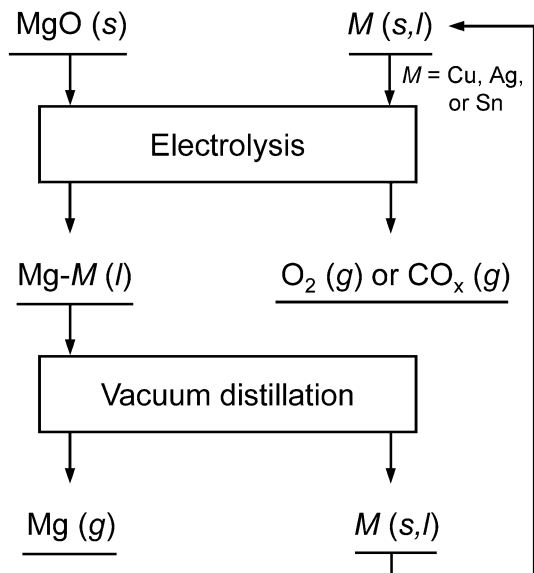 MgO (s)
M (s,l)
M = Cu, Ag,
or Sn
Electrolysis
Mg-M (l)
O₂ (g) or COₓ (g)
Vacuum distillation
Mg (g)
M (s,l)